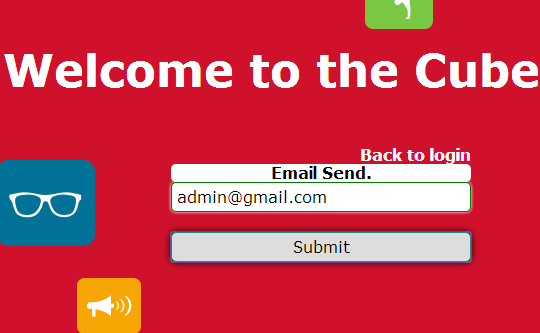 Welcome to the Cube
Back to login
Email Send.
admin@gmail.com
Submit